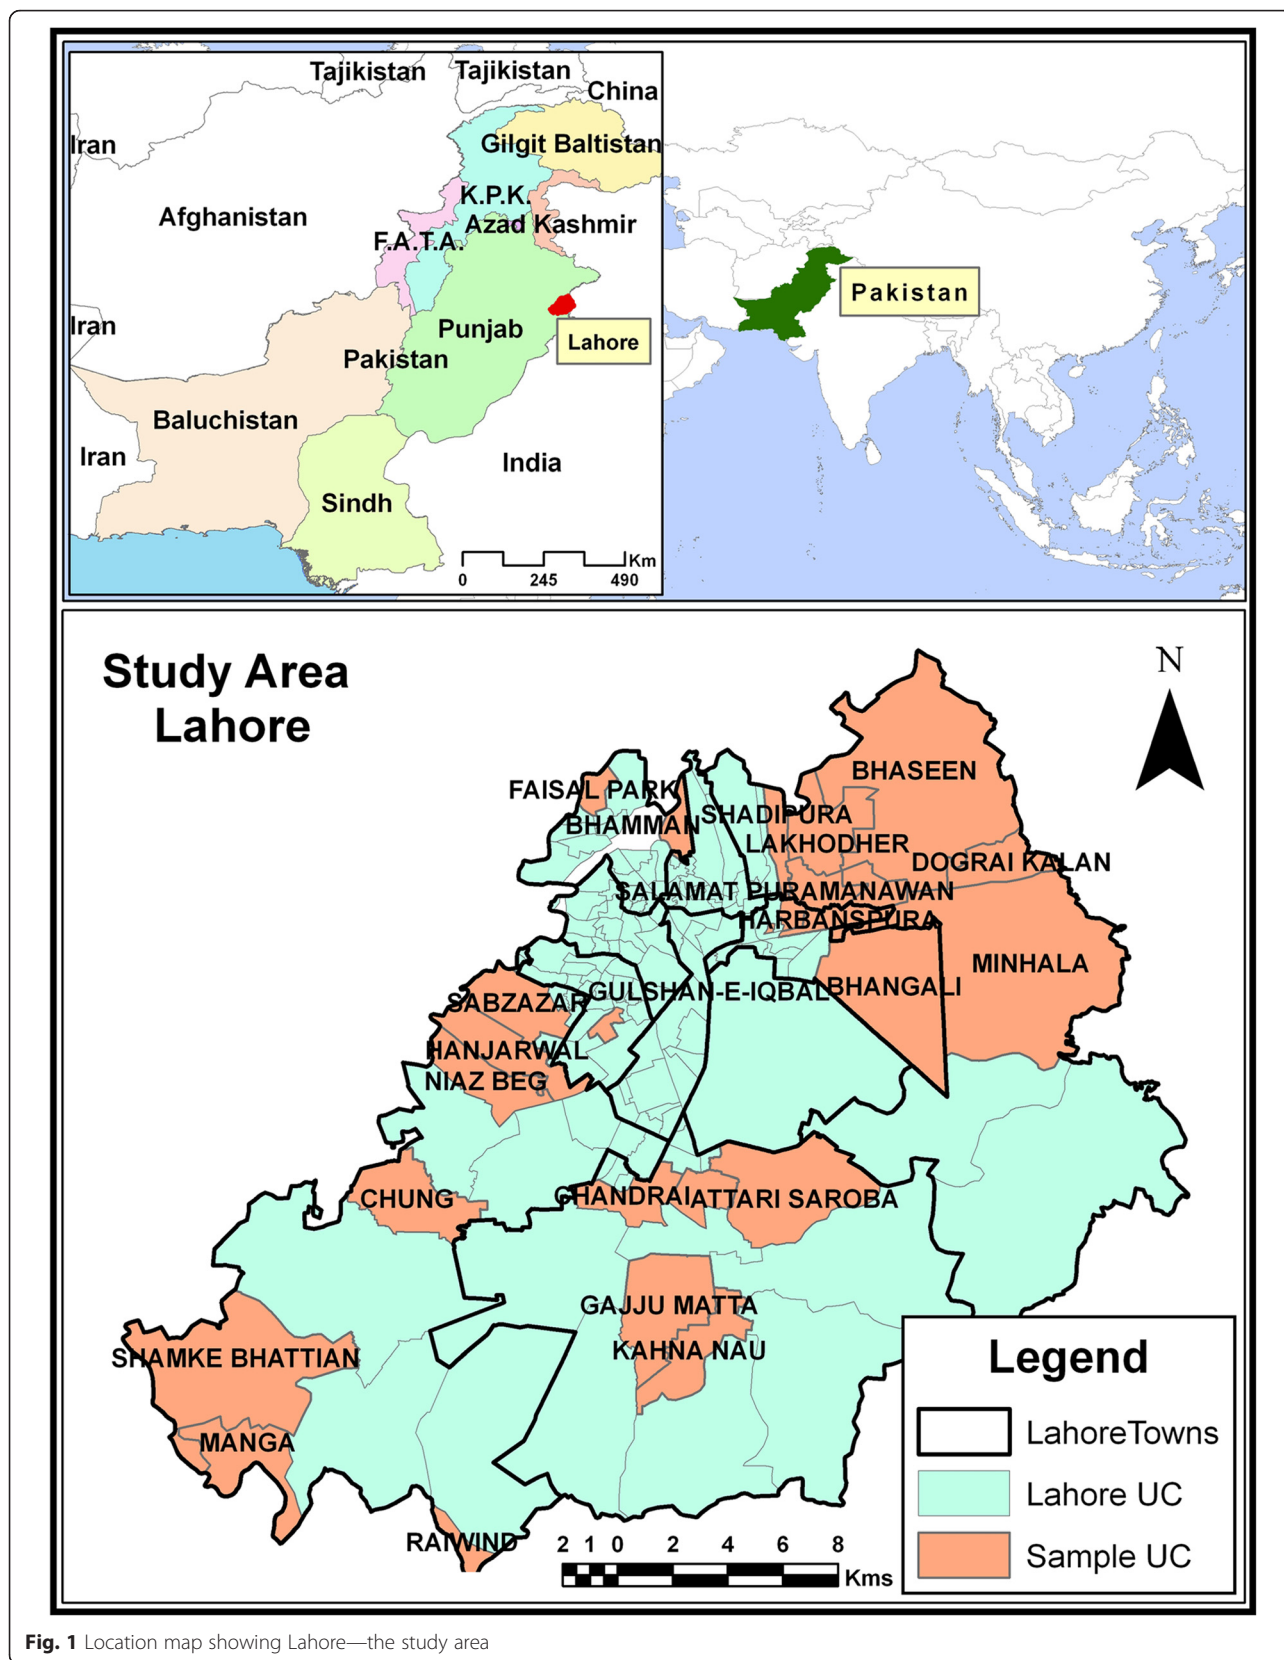 Tajikistan
Tajikistan
China
Iran
Gilgit Baltistan
K.P.K.
Afghanistan
Azad Kashmir
F.A.T.A.
Iran
Punjab
Lahore
Pakistan
Baluchistan
Iran
India
Sindh
Km
0 245 490
Pakistan
Study Area
Lahore
N
BHASEEN
FAISAL PARK
SHADIPURA
BHAMMAN
LAKHODHER
DOGRAI KALAN
SALAMAT PURA
MANAWAN
HARBANSPURA
MINHALA
BHANGALI
GULSHAN-E-IQBAL
SABZAZAR
HANJARWAL
NIAZ BEG
CHUNG
CHANDRAI
ATTARI SAROBA
GAJJU MATTA
KAHNA NAU
SHAMKE BHATTIAN
MANGA
RAIWIND
2 1 0 2 4 6 8
Kms
Legend
LahoreTowns
Lahore UC
Sample UC
Fig. 1 Location map showing Lahore—the study area